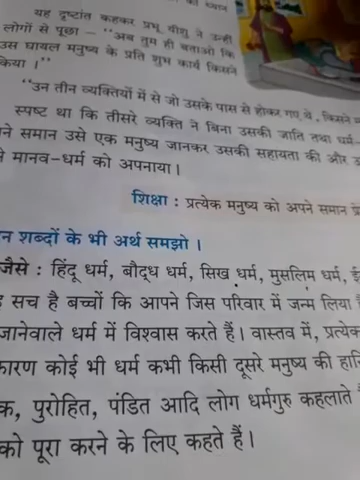 यह दृष्टांत कहकर प्रभू यीशु ने उन्हीं
लोगों से पूछा – "अब तुम ही बताओ कि
उस घायल मनुष्य के प्रति शुभ कार्य किसने
किया ।"
"उन तीन व्यक्तियों में से जो उसके पास से होकर गए थे, किसने
स्पष्ट था कि तीसरे व्यक्ति ने बिना उसकी जाति तथा धर्म-
ने समान उसे एक मनुष्य जानकर उसकी सहायता की और
मानव-धर्म को अपनाया ।
शिक्षा : प्रत्येक मनुष्य को अपने समान
न शब्दों के भी अर्थ समझो ।
जैसे : हिंदू धर्म, बौद्ध धर्म, सिख धर्म, मुसलिम धर्म,
सच है बच्चों कि आपने जिस परिवार में जन्म लिया
जानेवाले धर्म में विश्वास करते हैं । वास्तव में, प्रत्येक
कारण कोई भी धर्म कभी किसी दूसरे मनुष्य की हानि
क, पुरोहित, पंडित आदि लोग धर्मगुरु कहलाते
को पूरा करने के लिए कहते हैं ।